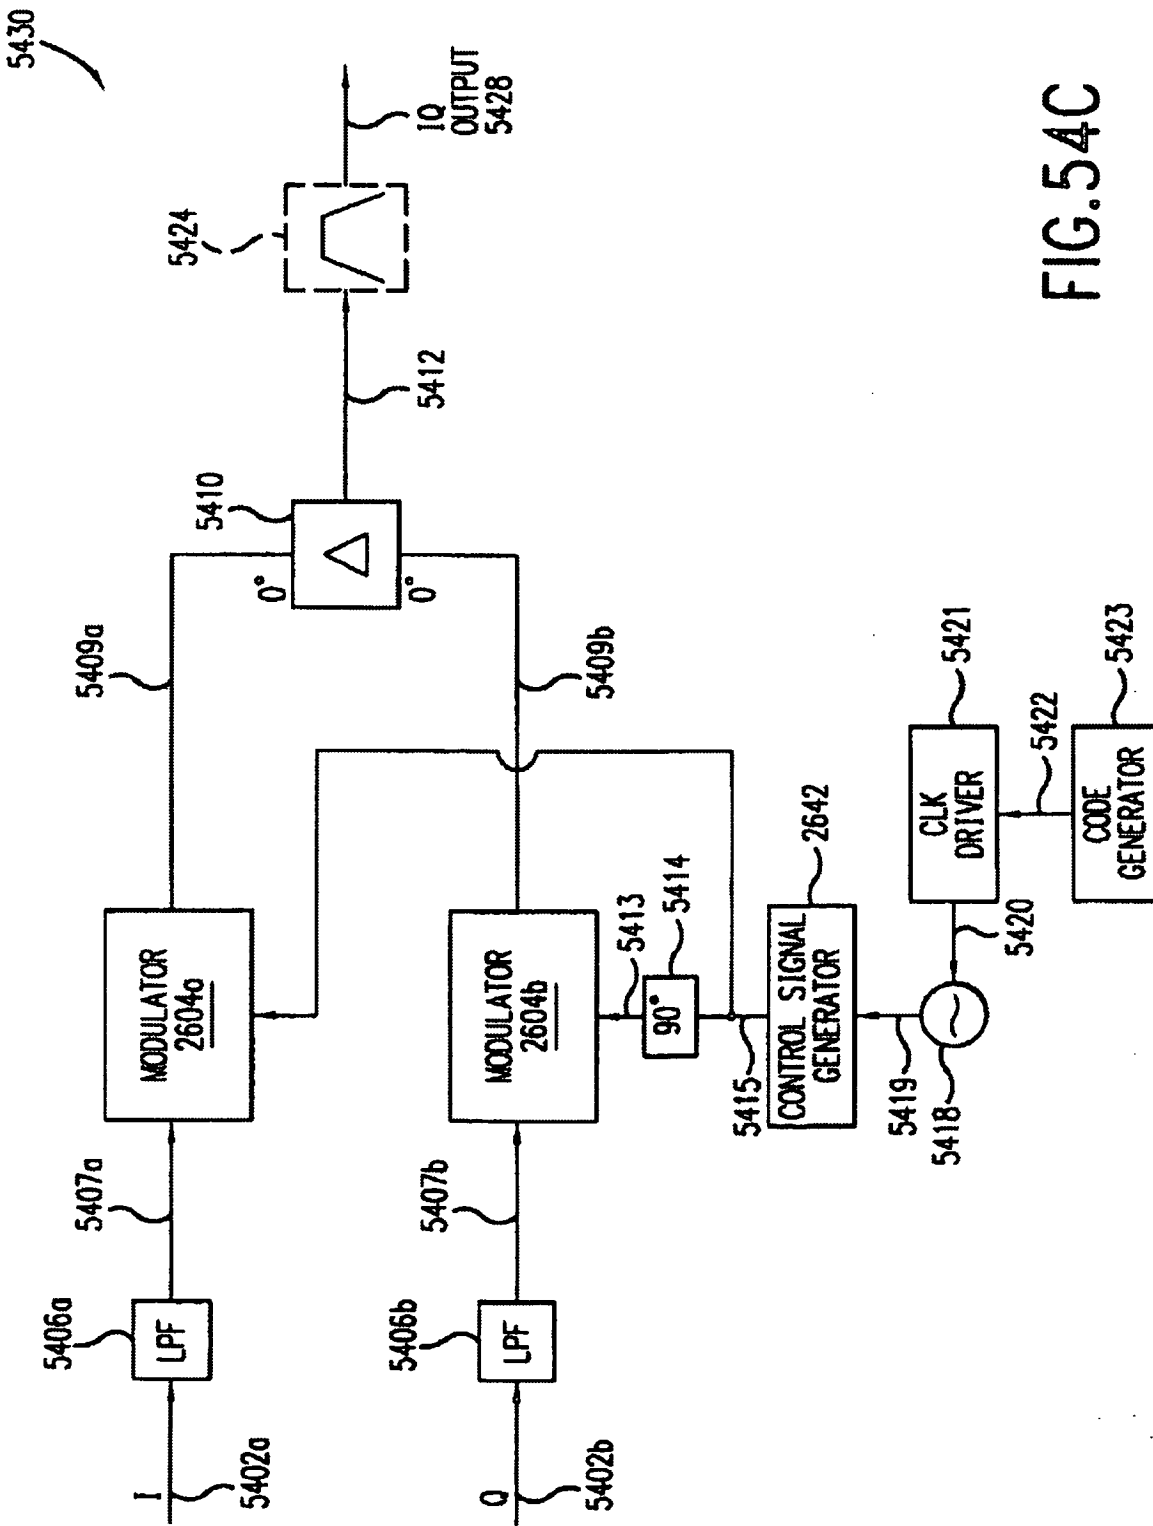 5430
I
5402a
5406a
LPF
5407a
MODULATOR
2604a
5409a
0°
5410
Δ
0°
5412
5424
IQ
OUTPUT
5428
Q
5402b
5406b
LPF
5407b
MODULATOR
2604b
5409b
5413
90°
5414
5415
CONTROL SIGNAL
GENERATOR
2642
5419
5418
5420
CLK
DRIVER
5421
5422
CODE
GENERATOR
5423
FIG.54C